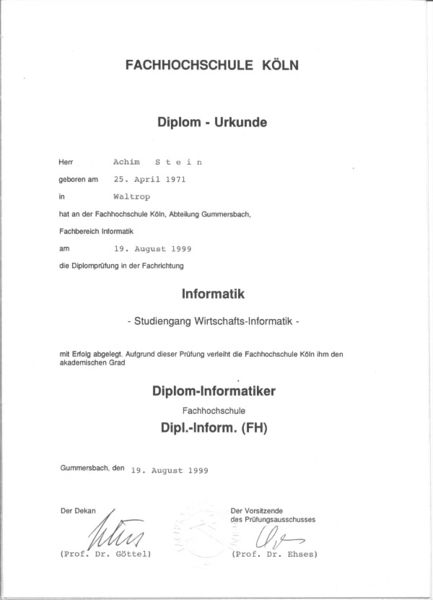 FACHHOCHSCHULE KÖLN
Diplom - Urkunde
Herr Achim S t e i n
geboren am 25. April 1971
in Waltrop
hat an der Fachhochschule Köln, Abteilung Gummersbach,
Fachbereich Informatik
am 19. August 1999
die Diplomprüfung in der Fachrichtung
Informatik
- Studiengang Wirtschafts-Informatik -
mit Erfolg abgelegt. Aufgrund dieser Prüfung verleiht die Fachhochschule Köln ihm den
akademischen Grad
Diplom-Informatiker
Fachhochschule
Dipl.-Inform. (FH)
Gummersbach, den 19. August 1999
Der Dekan
(Prof. Dr. Göttel)
Der Vorsitzende
des Prüfungsausschusses
(Prof. Dr. Ehses)